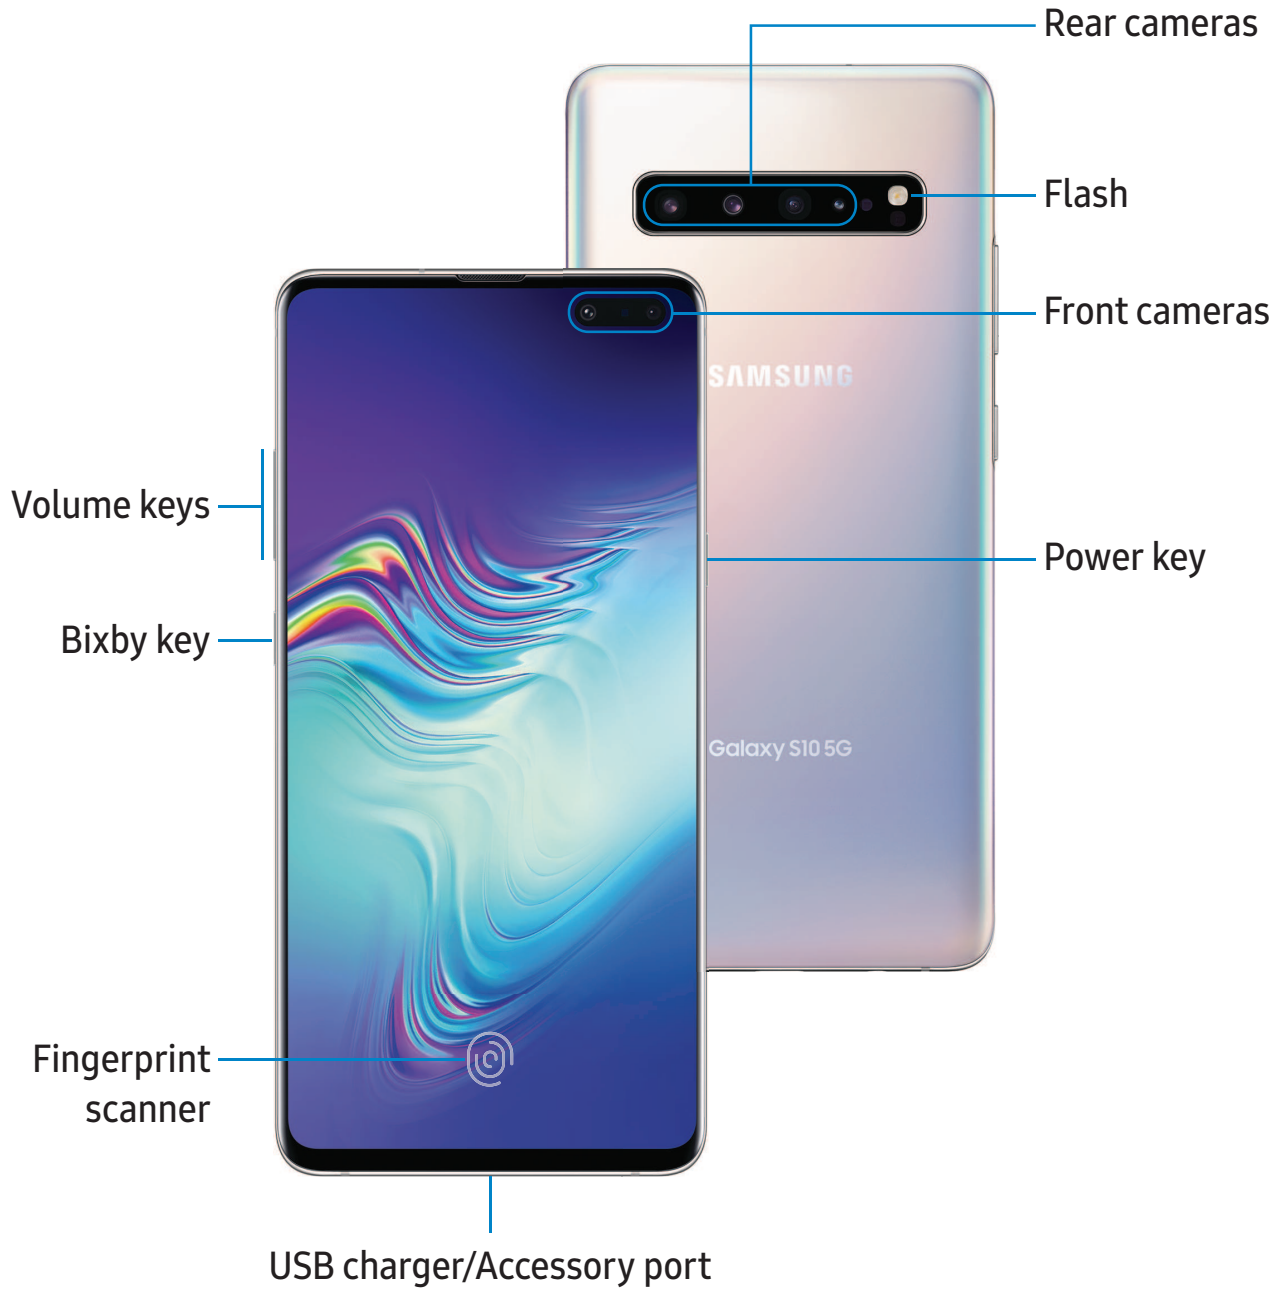 Rear cameras
Flash
Front cameras
SAMSUNG
Volume keys
Power key
Bixby key
Galaxy S10 5G
Fingerprint
scanner
USB charger/Accessory port